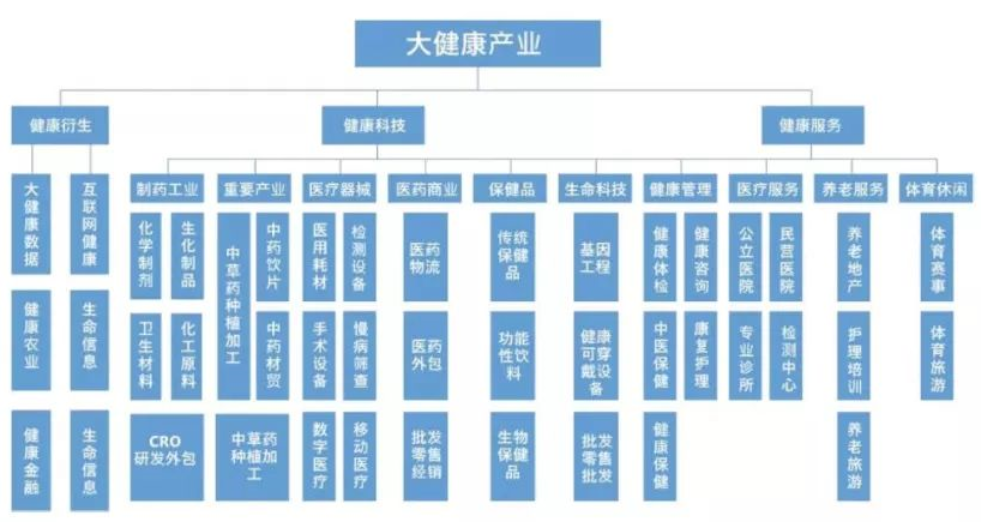 大健康产业
健康衍生
健康科技
健康服务
大健康数据
互联网健康
健康农业
生命信息
健康金融
生命信息
制药工业
化学制剂
生化制品
卫生材料
化工原料
CRO
研发外包
重要产业
中草药种植加工
中药饮片
中药材贸
中草药
种植加
工
医疗器械
医用耗材
检测设备
手术设备
慢病筛查
数字医疗
移动医疗
医药商业
医药
物流
医药
外包
批发
零售
经销
保健品
传统
保健
品
功能
性饮
料
生物
保健
品
生命科技
基因
工程
健康
可穿
戴设
备
批发
零售
批发
健康管理
健康体检
健康咨询
中医保健
康复护理
健康保健
医疗服务
公立医院
民营医院
专业诊所
检测中心
养老服务
养老地产
护理培训
养老旅游
体育休闲
体育赛事
体育旅游